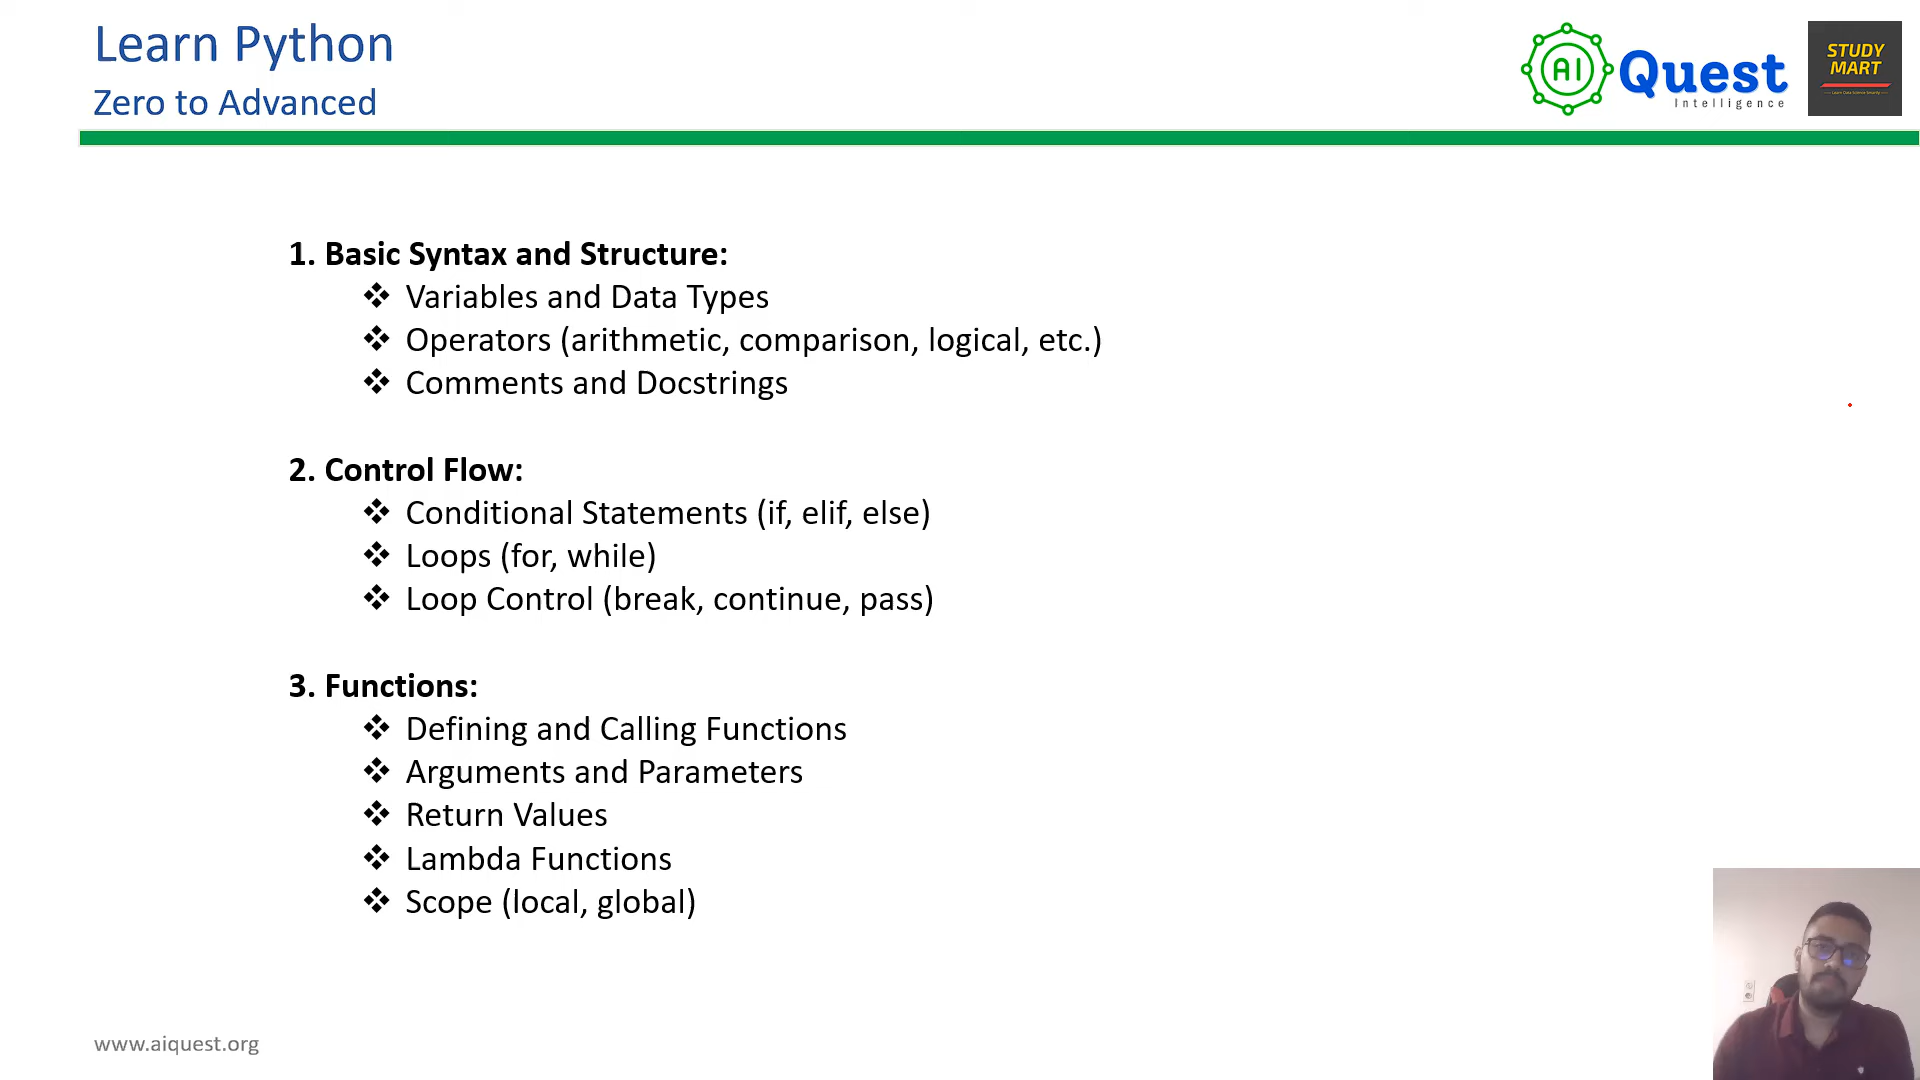 Learn Python
Zero to Advanced
AI Quest
Intelligence
STUDY
MART
1. Basic Syntax and Structure:
❖ Variables and Data Types
❖ Operators (arithmetic, comparison, logical, etc.)
❖ Comments and Docstrings
2. Control Flow:
❖ Conditional Statements (if, elif, else)
❖ Loops (for, while)
❖ Loop Control (break, continue, pass)
3. Functions:
❖ Defining and Calling Functions
❖ Arguments and Parameters
❖ Return Values
❖ Lambda Functions
❖ Scope (local, global)
www.aiquest.org